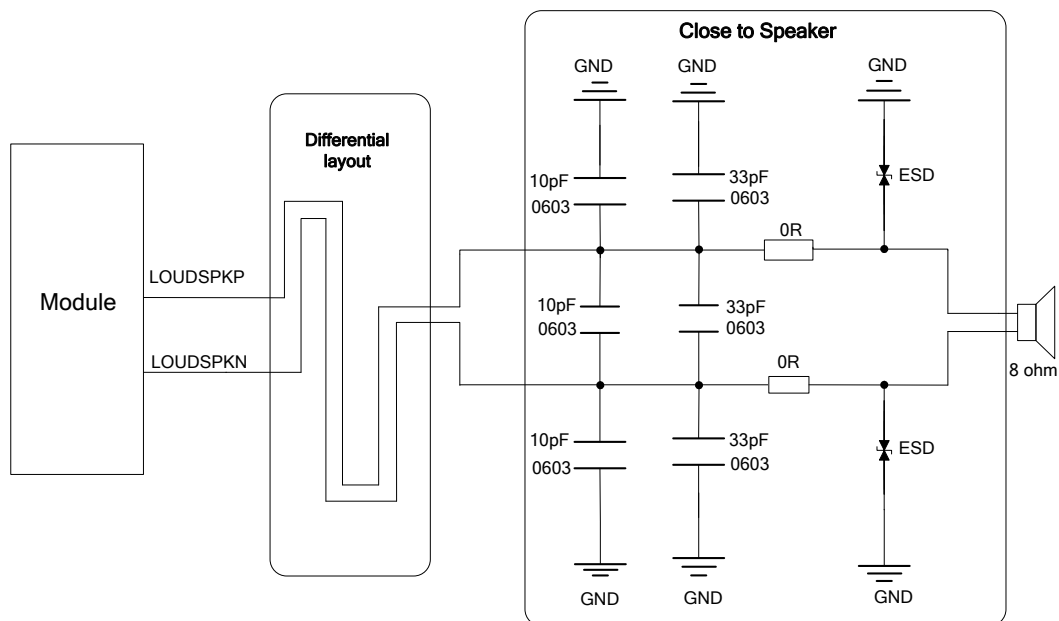 Close to Speaker
GND
GND
GND
Differential
layout
10pF
0603
33pF
0603
ESD
0R
LOUDSPKP
Module
10pF
0603
33pF
0603
LOUDSPKN
0R
8 ohm
10pF
0603
33pF
0603
ESD
GND
GND
GND